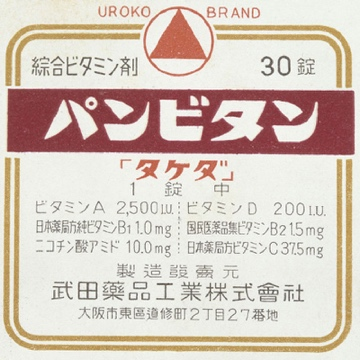 UROKO BRAND
綜合ビタミン剤 30錠
パンビタン
「タケダ」
1錠中
ビタミンA 2,500I.U. ビタミンD 200I.U.
日本薬局方純ビタミンB1 1.0mg 国民医薬品集ビタミンB2 1.5mg
ニコチン酸アミド 10.0mg 日本薬局方ビタミンC 37.5mg
製造發賣元
武田藥品工業株式會社
大阪市東區道修町2丁目27番地